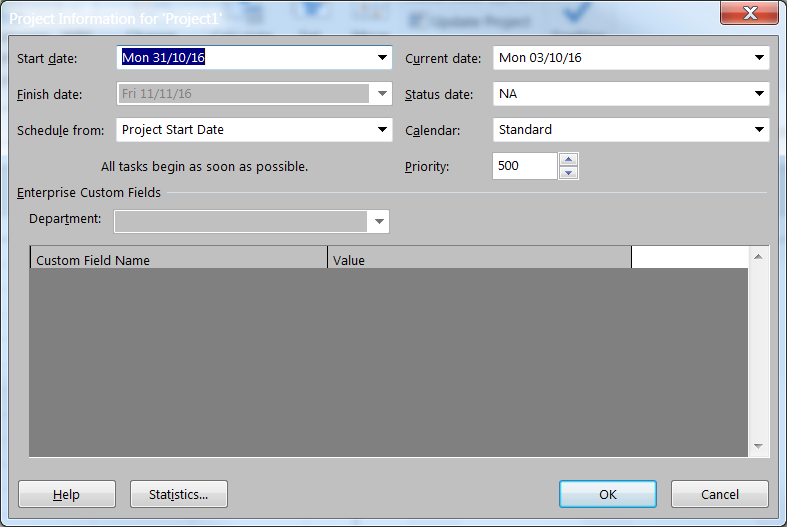 Update Project
Project Information for 'Project1'
Start date: Mon 31/10/16 Current date: Mon 03/10/16
Finish date: Fri 11/11/16 Status date: NA
Schedule from: Project Start Date Calendar: Standard
All tasks begin as soon as possible. Priority: 500
Enterprise Custom Fields
Department:
Custom Field Name Value
Help Statistics... OK Cancel